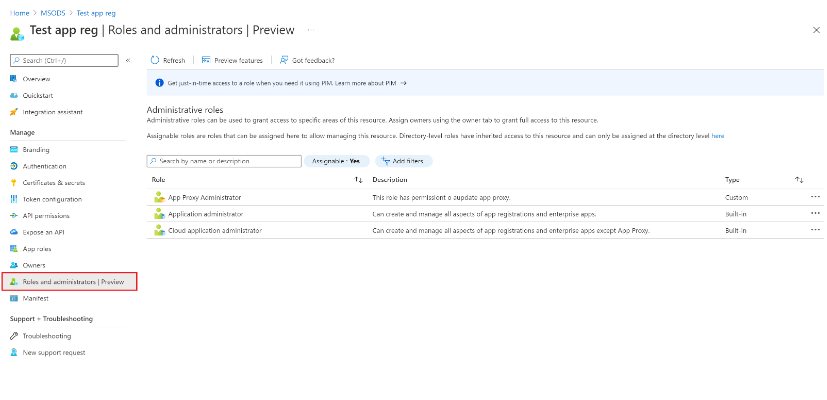 Home > MSODS > Test app reg
Test app reg | Roles and administrators | Preview ...
Search (Ctrl+/) «
Overview
Quickstart
Integration assistant
Manage
Branding
Authentication
Certificates & secrets
Token configuration
API permissions
Expose an API
App roles
Owners
Roles and administrators | Preview
Manifest
Support + Troubleshooting
Troubleshooting
New support request
Refresh Preview features Got feedback?
Get just-in-time access to a role when you need it using PIM. Learn more about PIM →
Administrative roles
Administrative roles can be used to grant access to specific areas of this resource. Assign owners using the owner tab to grant full access to this resource.
Assignable roles are roles that can be assigned here to allow managing this resource. Directory-level roles have inherited access to this resource and can only be assigned at the directory level here
Search by name or description Assignable : Yes Add filters
Role Description Type
App Proxy Administrator This role has permissiont o aupdate app proxy. Custom ...
Application administrator Can create and manage all aspects of app registrations and enterprise apps. Built-in ...
Cloud application administrator Can create and manage all aspects of app registrations and enterprise apps except App Proxy. Built-in ...